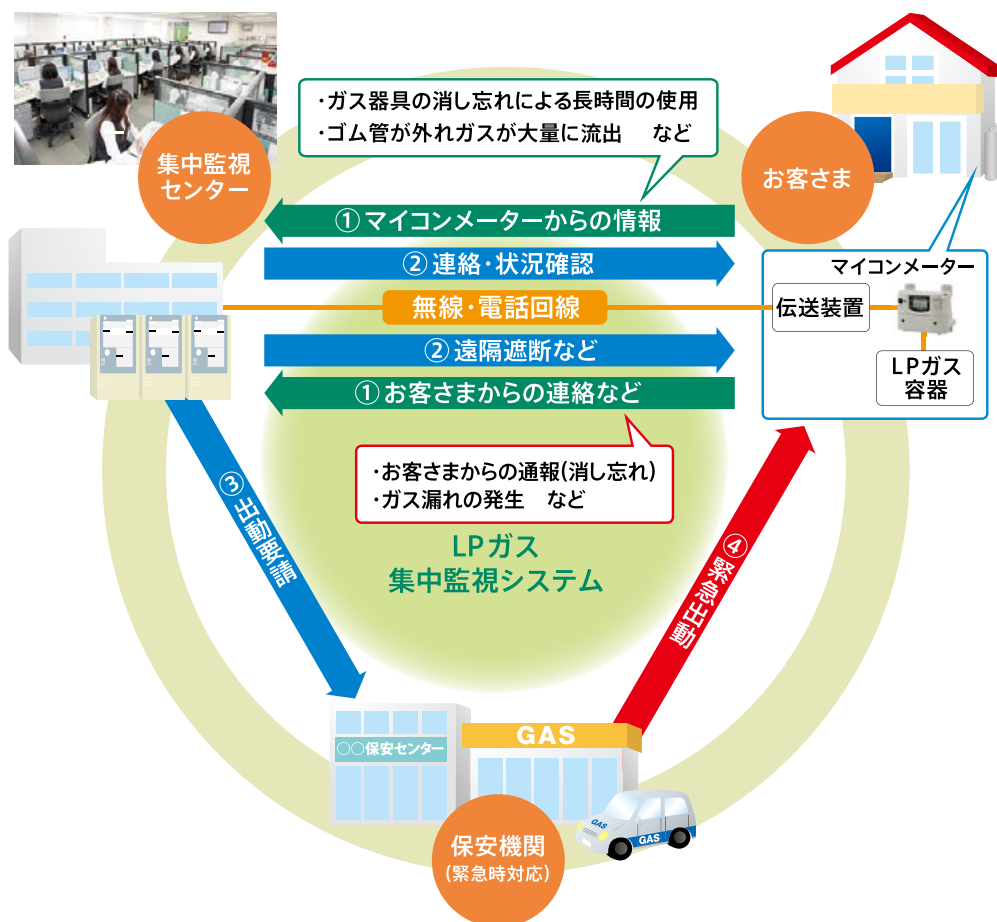 ・ガス器具の消し忘れによる長時間の使用
・ゴム管が外れガスが大量に流出　など
集中監視
センター
お客さま
①マイコンメーターからの情報
②連絡・状況確認
無線・電話回線
②遠隔遮断など
①お客さまからの連絡など
マイコンメーター
伝送装置
LPガス
容器
・お客さまからの通報(消し忘れ)
・ガス漏れの発生　など
LPガス
集中監視システム
③出動要請
④緊急出動
○○保安センター
GAS
GAS
GAS
保安機関
(緊急時対応)